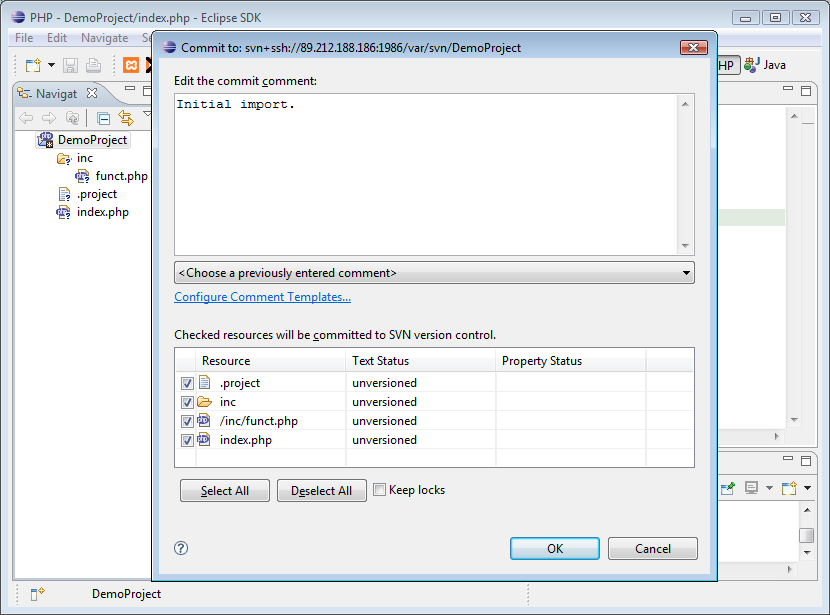 PHP - DemoProject/index.php - Eclipse SDK
File Edit Navigate
Commit to: svn+ssh://89.212.188.186:1986/var/svn/DemoProject
Java
Navigat
Edit the commit comment:
Initial import.
DemoProject
inc
funct.php
.project
index.php
<Choose a previously entered comment>
Configure Comment Templates...
Checked resources will be committed to SVN version control.
Resource Text Status Property Status
.project unversioned
inc unversioned
/inc/funct.php unversioned
index.php unversioned
Select All Deselect All Keep locks
OK Cancel
DemoProject